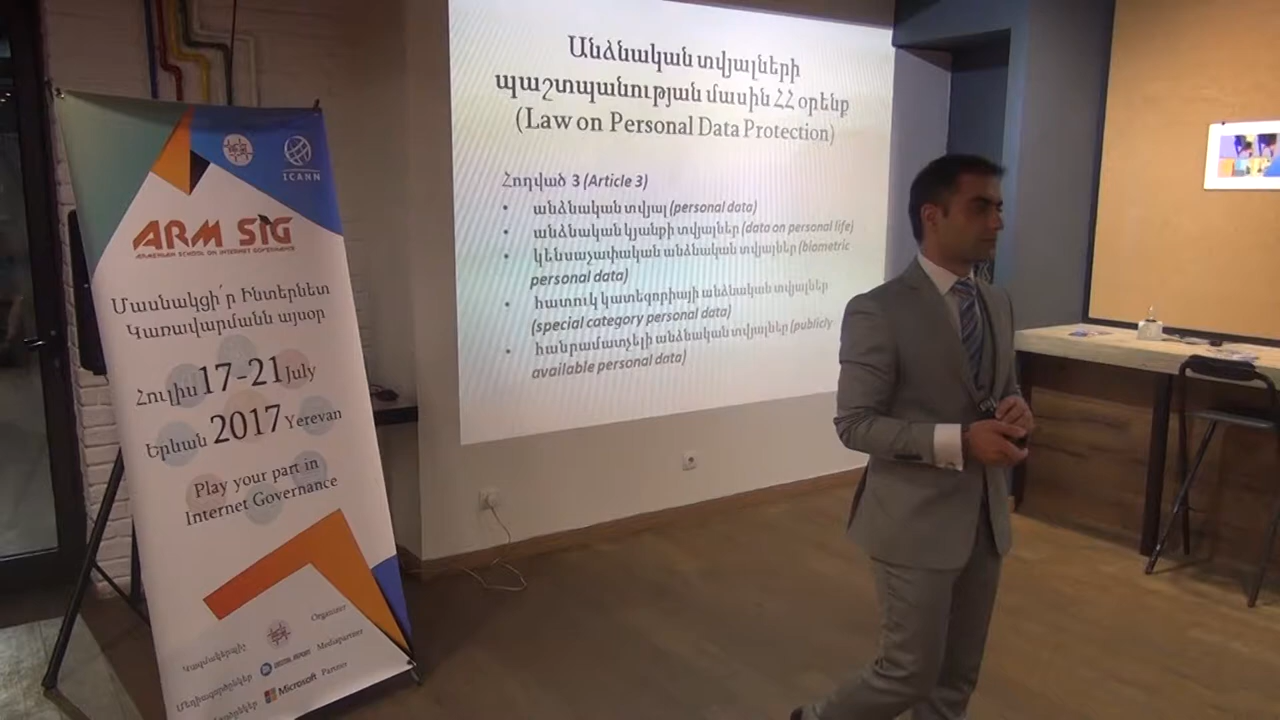 ICANN
ARM SIG
ARMENIAN SCHOOL ON INTERNET GOVERNANCE
Մասնակցի՛ր Ինտերնետ
Կառավարմանն այսօր
Հուլիս 17-21 July
Երևան 2017 Yerevan
Play your part in
Internet Governance
Կազմակերպիչ Organizer
Մեդիագործընկեր Mediapartner
Microsoft Partner
Անձնական տվյալների
պաշտպանության մասին ՀՀ օրենք
(Law on Personal Data Protection)
Հոդված 3 (Article 3)
• անձնական տվյալ (personal data)
• անձնական կյանքի տվյալներ (data on personal life)
• կենսաչափական անձնական տվյալներ (biometric
personal data)
• հատուկ կատեգորիայի անձնական տվյալներ
(special category personal data)
• հանրամատչելի անձնական տվյալներ (publicly
available personal data)